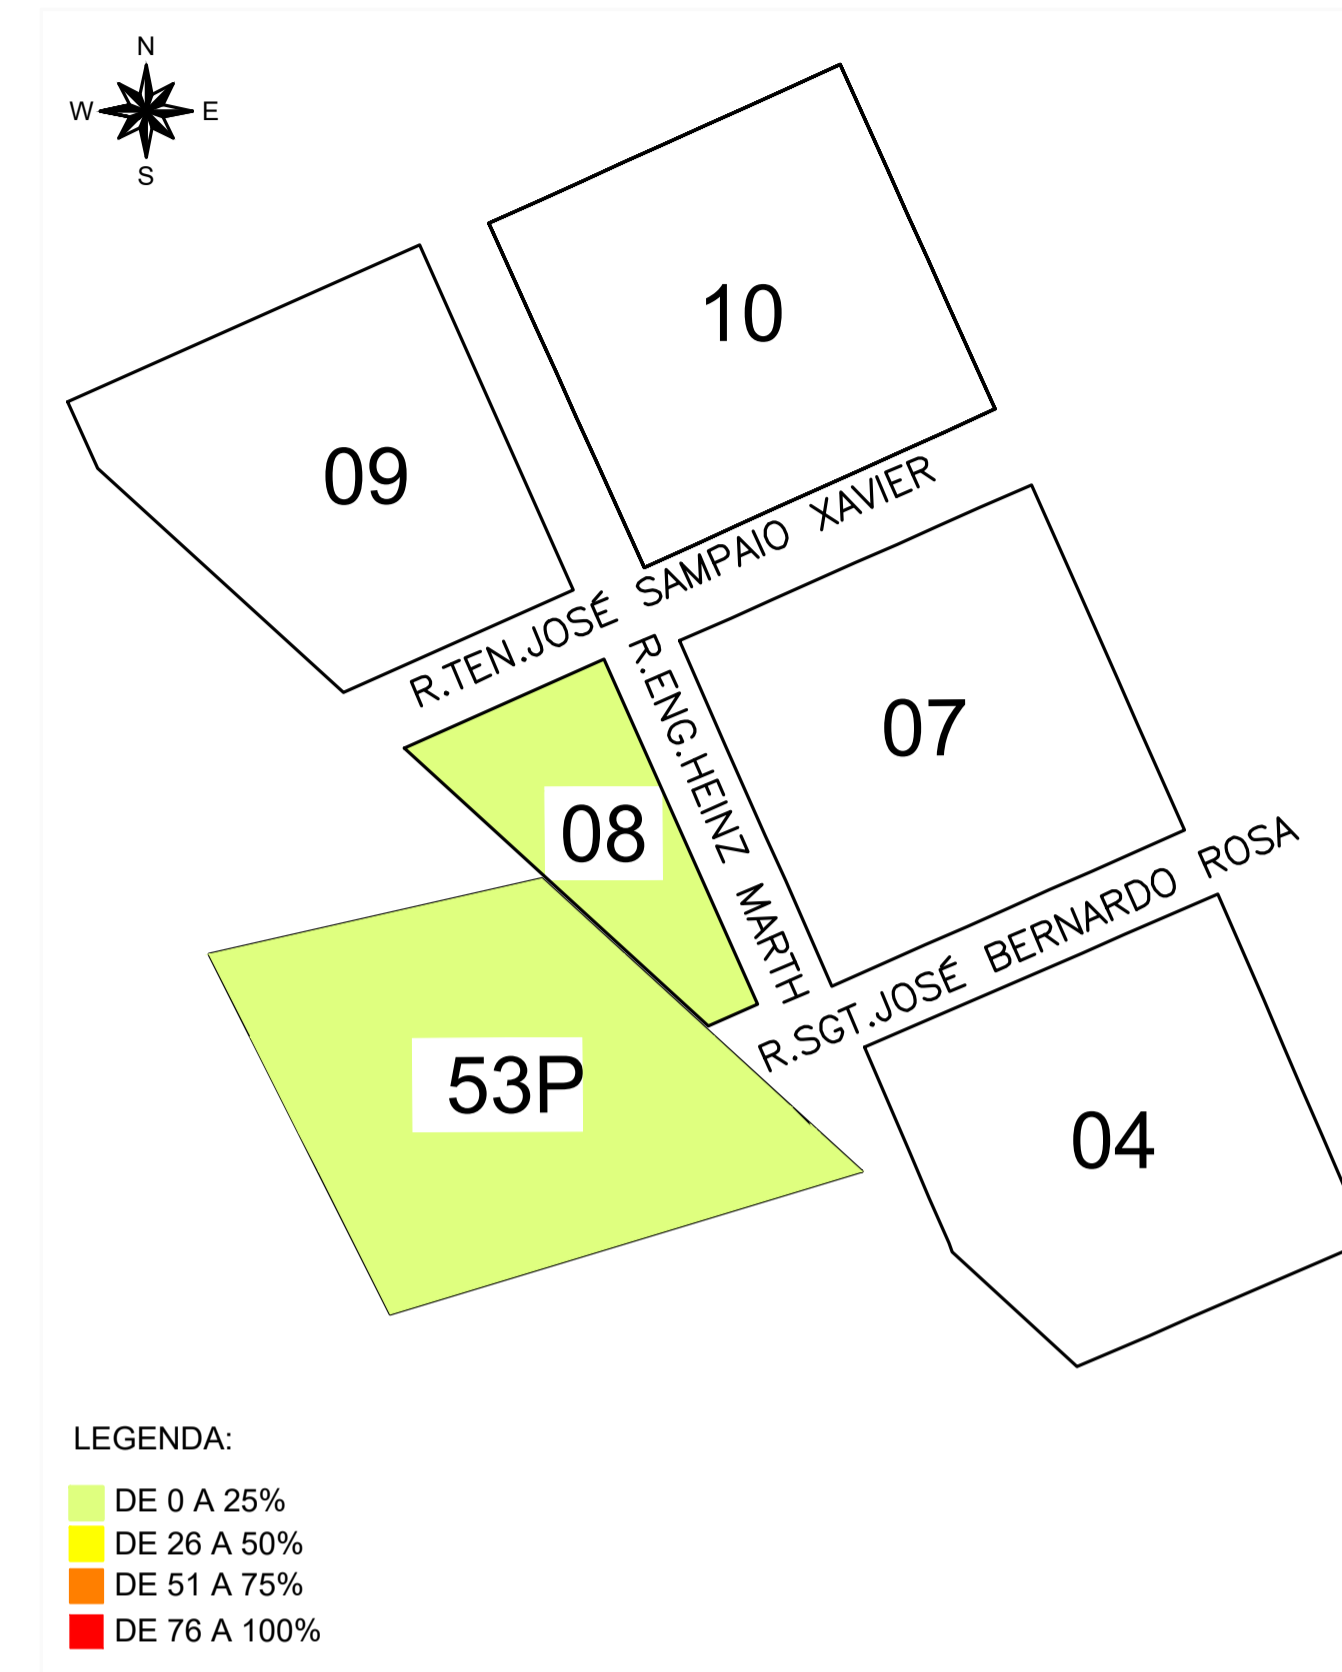 N
W E
S
10
09
R.TEN.JOSÉ SAMPAIO XAVIER
R.ENG.HEINZ MARTH
07
08
R.SGT.JOSÉ BERNARDO ROSA
53P
04
LEGENDA:
DE 0 A 25%
DE 26 A 50%
DE 51 A 75%
DE 76 A 100%